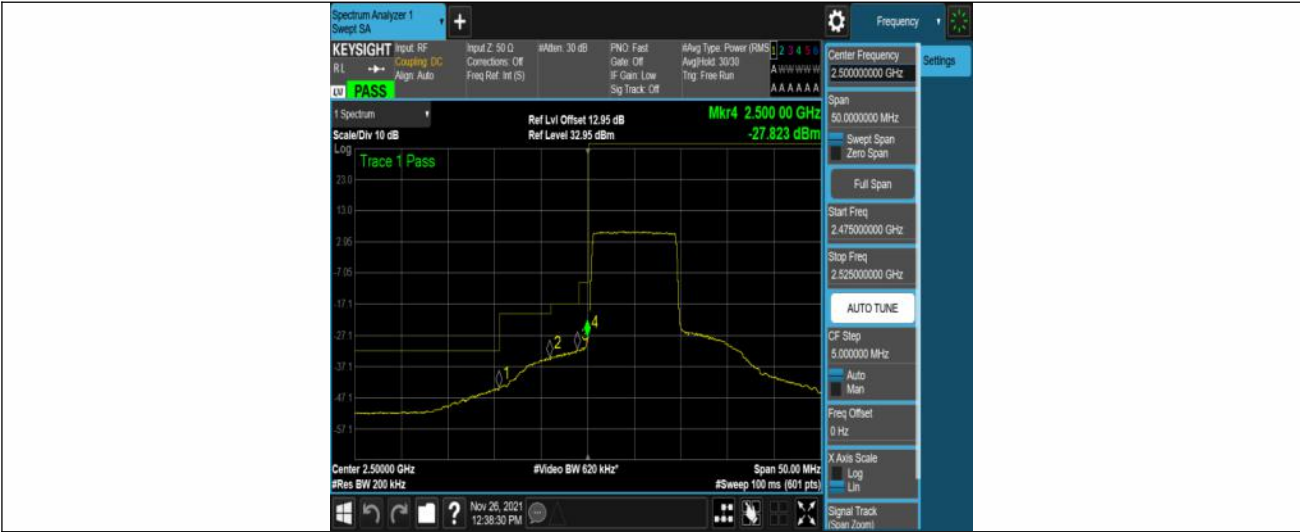 Spectrum Analyzer 1
Swept SA
+
Frequency
KEYSIGHT
RL
Input: RF
Coupling: DC
Align: Auto
Input Z: 50 Ω
Corrections: Off
Freq Ref: Int (S)
#Atten: 30 dB
PNO: Fast
Gate: Off
IF Gain: Low
Sig Track: Off
#Avg Type: Power (RMS
Avg|Hold: 30/30
Trig: Free Run
1 2 3 4 5 6
A W W W W W
A A A A A A
LXI
PASS
1 Spectrum
Scale/Div 10 dB
Ref Lvl Offset 12.95 dB
Ref Level 32.95 dBm
Mkr4 2.500 00 GHz
-27.823 dBm
Log
Trace 1 Pass
23.0
13.0
2.95
-7.05
-17.1
-27.1
-37.1
-47.1
-57.1
1
2
3
4
Center 2.50000 GHz
#Res BW 200 kHz
#Video BW 620 kHz*
Span 50.00 MHz
#Sweep 100 ms (601 pts)
Center Frequency
2.500000000 GHz
Settings
Span
50.0000000 MHz
Swept Span
Zero Span
Full Span
Start Freq
2.475000000 GHz
Stop Freq
2.525000000 GHz
AUTO TUNE
CF Step
5.000000 MHz
Auto
Man
Freq Offset
0 Hz
X Axis Scale
Log
Lin
Signal Track
(Span Zoom)
?
Nov 26, 2021
12:38:30 PM